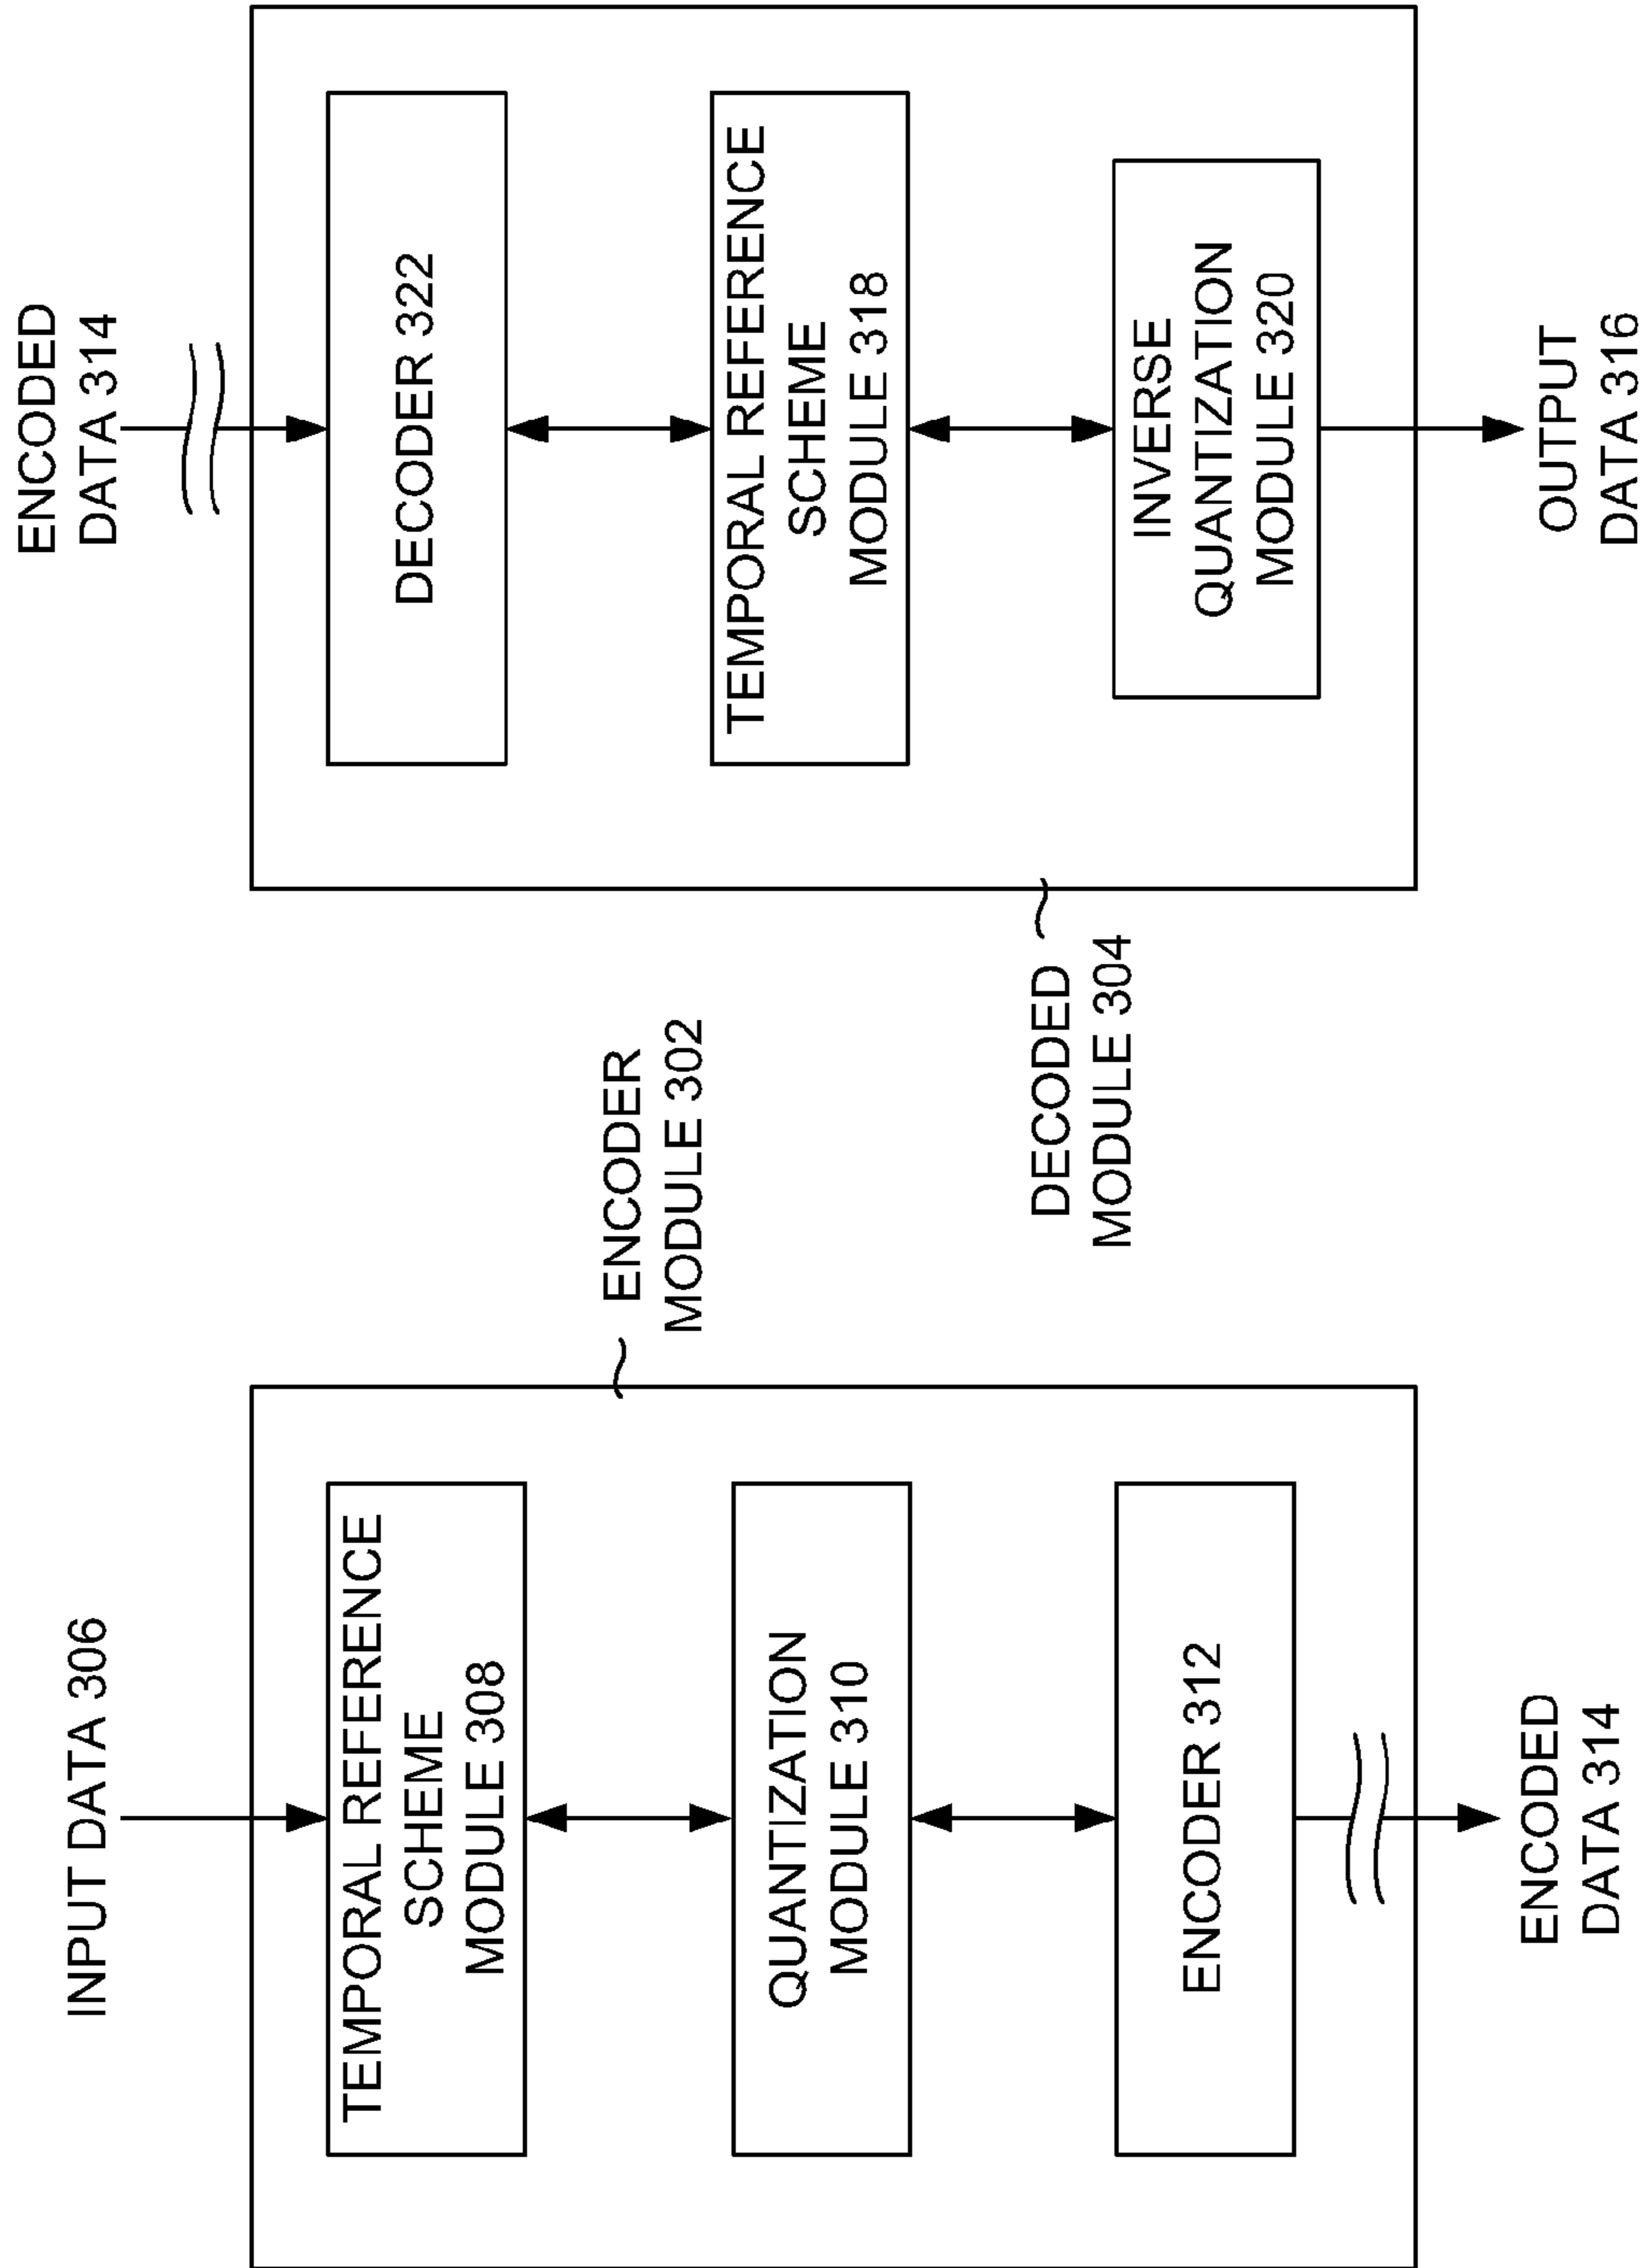 INPUT DATA 306
TEMPORAL REFERENCE
SCHEME
MODULE 308
QUANTIZATION
MODULE 310
ENCODER 312
ENCODED
DATA 314
ENCODER
MODULE 302
DECODED
MODULE 304
ENCODED
DATA 314
DECODER 322
TEMPORAL REFERENCE
SCHEME
MODULE 318
INVERSE
QUANTIZATION
MODULE 320
OUTPUT
DATA 316